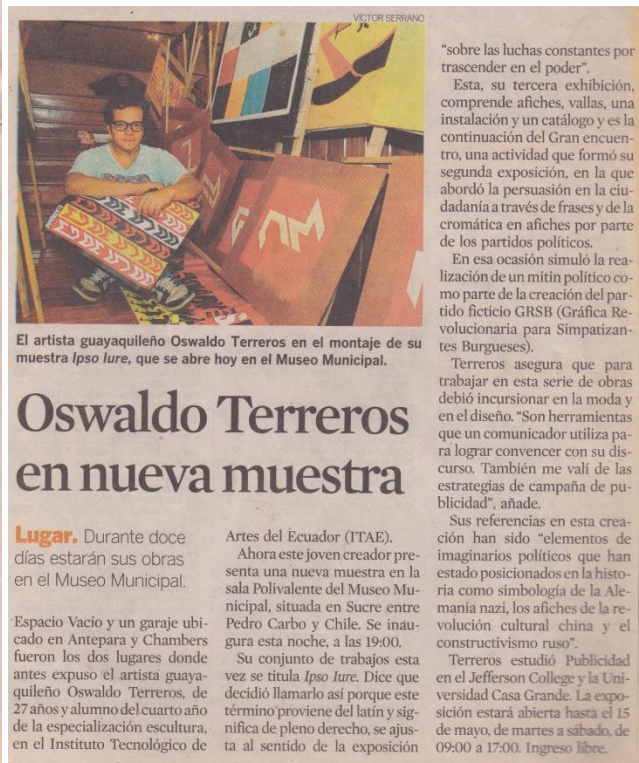 VÍCTOR SERRANO
El artista guayaquileño Oswaldo Terreros en el montaje de su
muestra Ipso Iure, que se abre hoy en el Museo Municipal.
Oswaldo Terreros
en nueva muestra
Lugar. Durante doce
días estarán sus obras
en el Museo Municipal.
Espacio Vacío y un garaje ubi-
cado en Antepara y Chambers
fueron los dos lugares donde
antes expuso el artista guaya-
quileño Oswaldo Terreros, de
27 años y alumno del cuarto año
de la especialización escultura,
en el Instituto Tecnológico de
Artes del Ecuador (ITAE).
Ahora este joven creador pre-
senta una nueva muestra en la
sala Polivalente del Museo Mu-
nicipal, situada en Sucre entre
Pedro Carbo y Chile. Se inau-
gura esta noche, a las 19:00.
Su conjunto de trabajos esta
vez se titula Ipso Iure. Dice que
decidió llamarlo así porque este
término proviene del latín y sig-
nifica de pleno derecho, se ajus-
ta al sentido de la exposición
“sobre las luchas constantes por
trascender en el poder”.
Esta, su tercera exhibición,
comprende afiches, vallas, una
instalación y un catálogo y es la
continuación del Gran encuen-
tro, una actividad que formó su
segunda exposición, en la que
abordó la persuasión en la ciu-
dadanía a través de frases y de la
cromática en afiches por parte
de los partidos políticos.
En esa ocasión simuló la rea-
lización de un mitin político co-
mo parte de la creación del par-
tido ficticio GRSB (Gráfica Re-
volucionaria para Simpatizan-
tes Burgueses).
Terreros asegura que para
trabajar en esta serie de obras
debió incursionar en la moda y
en el diseño. “Son herramientas
que un comunicador utiliza pa-
ra lograr convencer con su dis-
curso. También me valí de las
estrategias de campaña de pu-
blicidad”, añade.
Sus referencias en esta crea-
ción han sido “elementos de
imaginarios políticos que han
estado posicionados en la histo-
ria como simbología de la Ale-
mania nazi, los afiches de la re-
volución cultural china y el
constructivismo ruso”.
Terreros estudió Publicidad
en el Jefferson College y la Uni-
versidad Casa Grande. La expo-
sición estará abierta hasta el 15
de mayo, de martes a sábado, de
09:00 a 17:00. Ingreso libre.